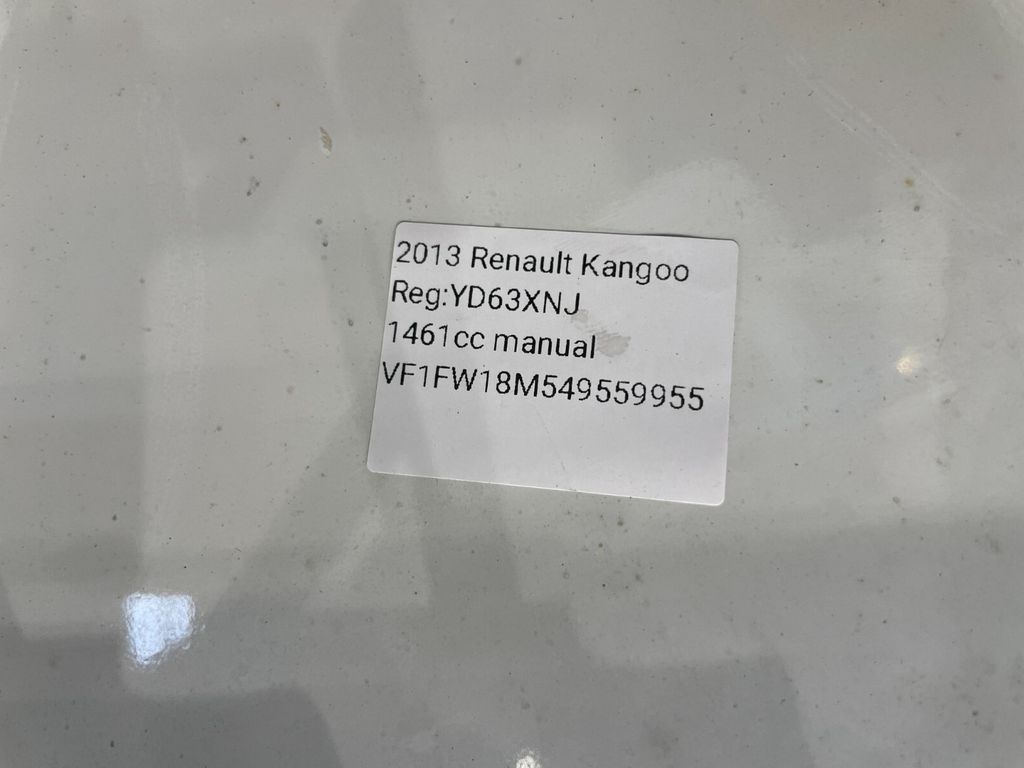 2013 Renault Kangoo
Reg:YD63XNJ
1461cc manual
VF1FW18M549559955